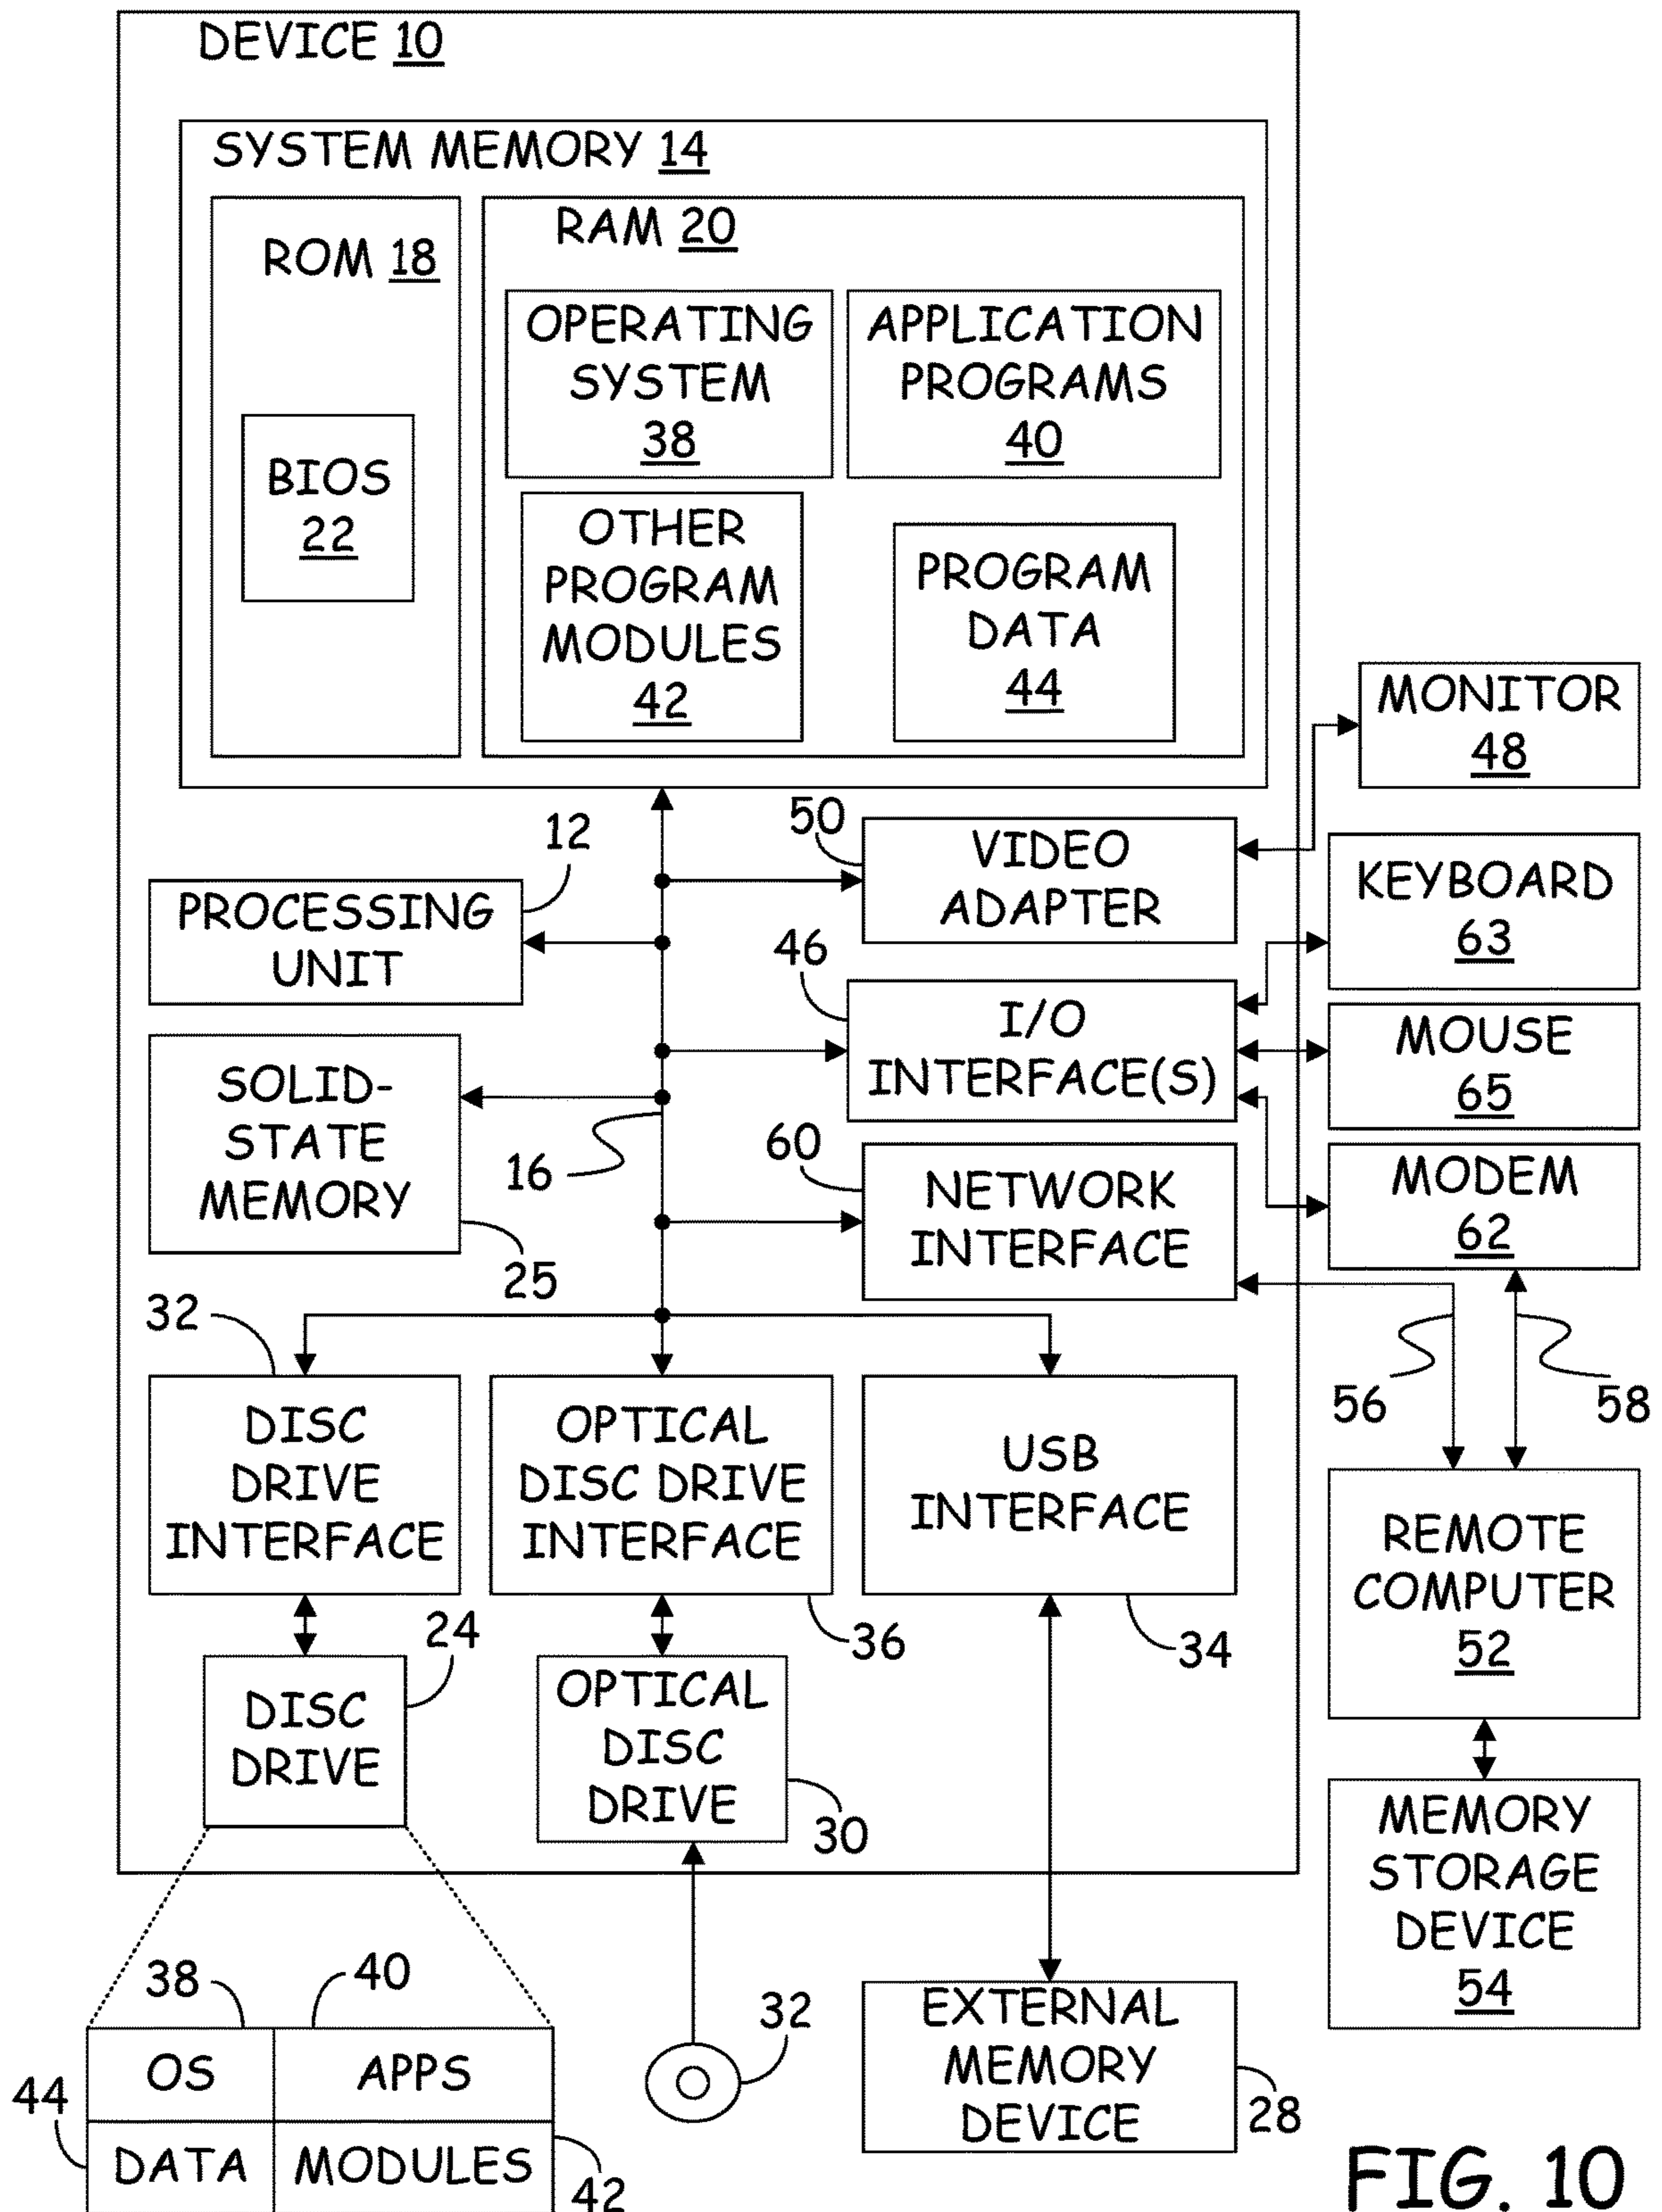 DEVICE 10
SYSTEM MEMORY 14
ROM 18
BIOS
22
RAM 20
OPERATING
SYSTEM
38
APPLICATION
PROGRAMS
40
OTHER
PROGRAM
MODULES
42
PROGRAM
DATA
44
MONITOR
48
12
PROCESSING
UNIT
50
VIDEO
ADAPTER
KEYBOARD
63
46
I/O
INTERFACE(S)
MOUSE
65
SOLID-
STATE
MEMORY
25
16
60
NETWORK
INTERFACE
MODEM
62
56
58
32
DISC
DRIVE
INTERFACE
OPTICAL
DISC DRIVE
INTERFACE
36
USB
INTERFACE
34
REMOTE
COMPUTER
52
24
DISC
DRIVE
OPTICAL
DISC
DRIVE
30
MEMORY
STORAGE
DEVICE
54
38
40
OS
APPS
44
DATA
MODULES
42
32
EXTERNAL
MEMORY
DEVICE
28
FIG. 10